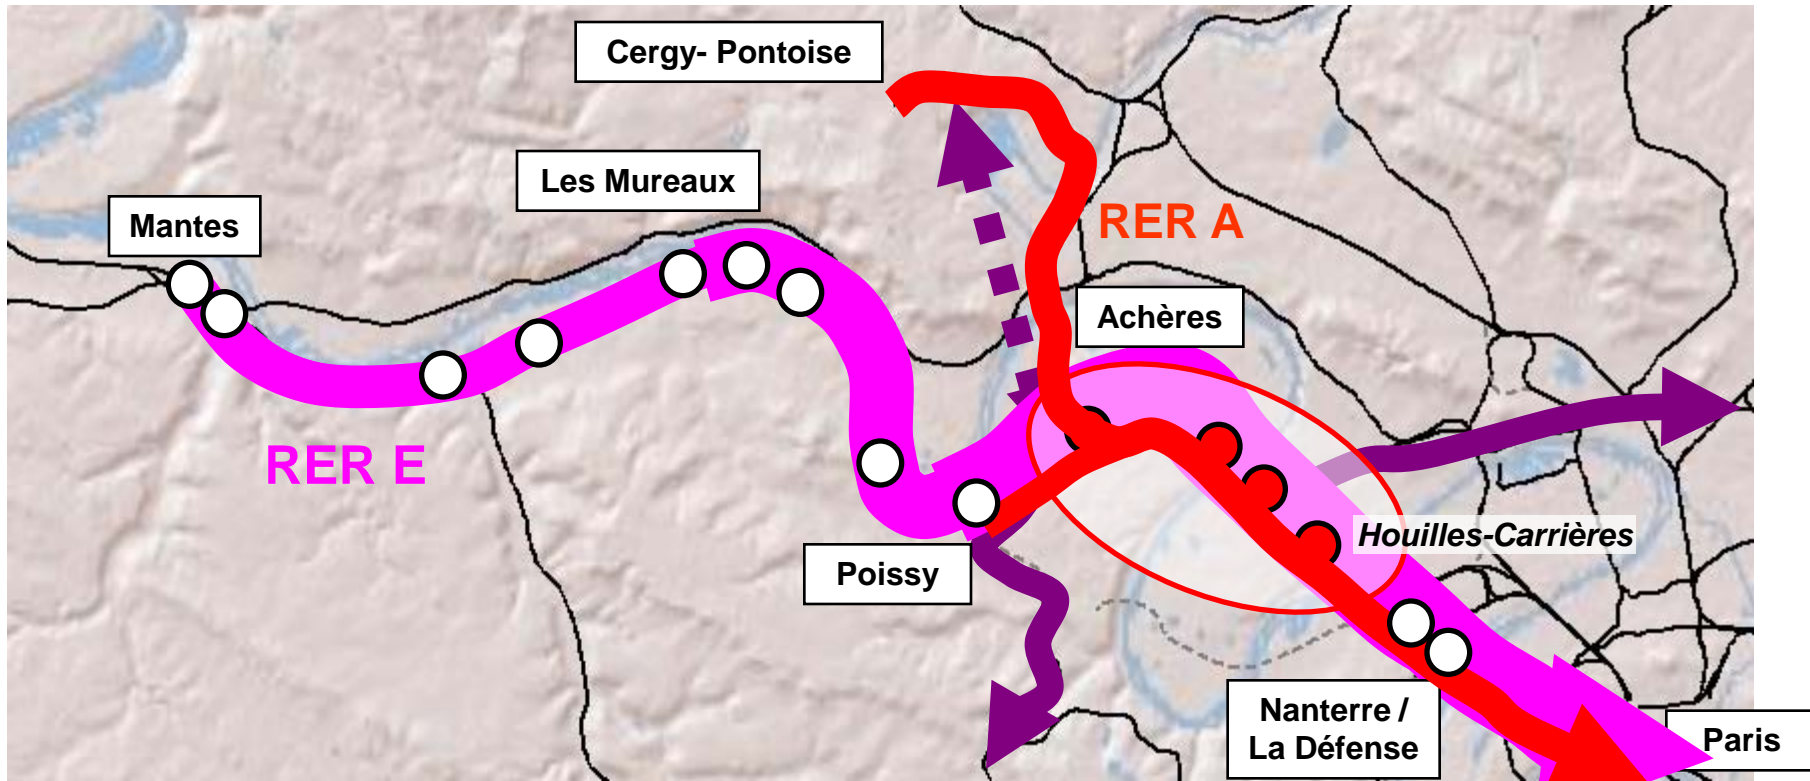 Cergy- Pontoise
Les Mureaux
Mantes
RER A
Achères
RER E
Houilles-Carrières
Poissy
Nanterre /
La Défense
Paris